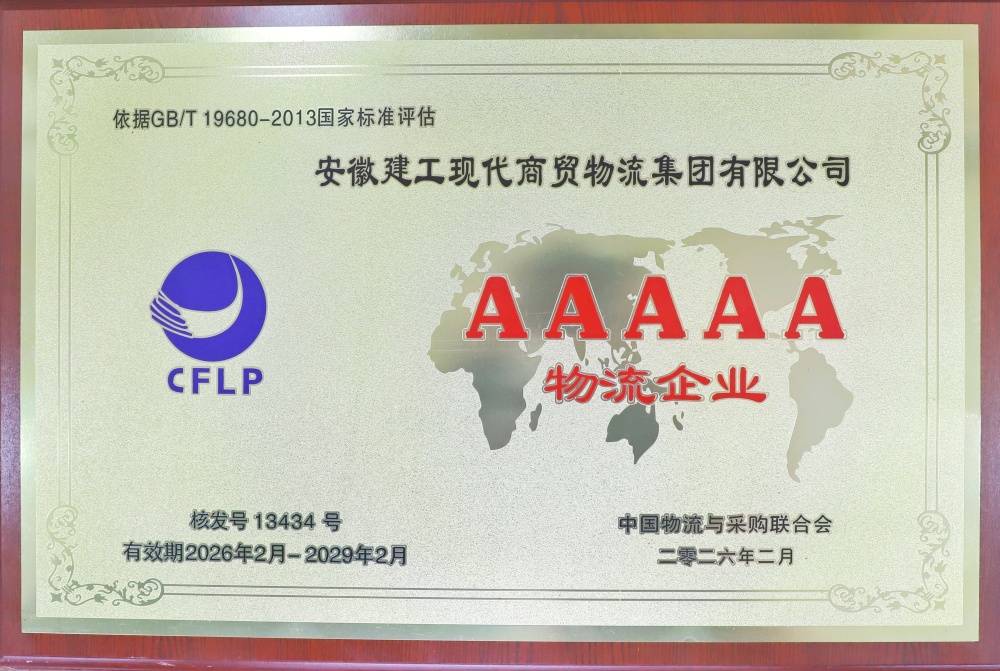 依据GB/T 19680-2013国家标准评估
安徽建工现代商贸物流集团有限公司
CFLP
AAAAA
物流企业
核发号 13434 号
有效期2026年2月-2029年2月
中国物流与采购联合会
二零二六年二月